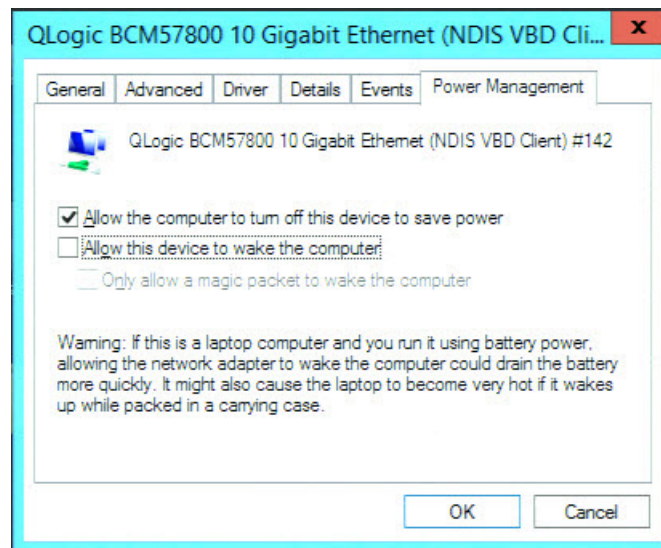 QLogic BCM57800 10 Gigabit Ethernet (NDIS VBD Cli... x
General Advanced Driver Details Events Power Management
QLogic BCM57800 10 Gigabit Ethernet (NDIS VBD Client) #142
Allow the computer to turn off this device to save power
Allow this device to wake the computer
Only allow a magic packet to wake the computer
Warning: If this is a laptop computer and you run it using battery power,
allowing the network adapter to wake the computer could drain the battery
more quickly. It might also cause the laptop to become very hot if it wakes
up while packed in a carrying case.
OK Cancel